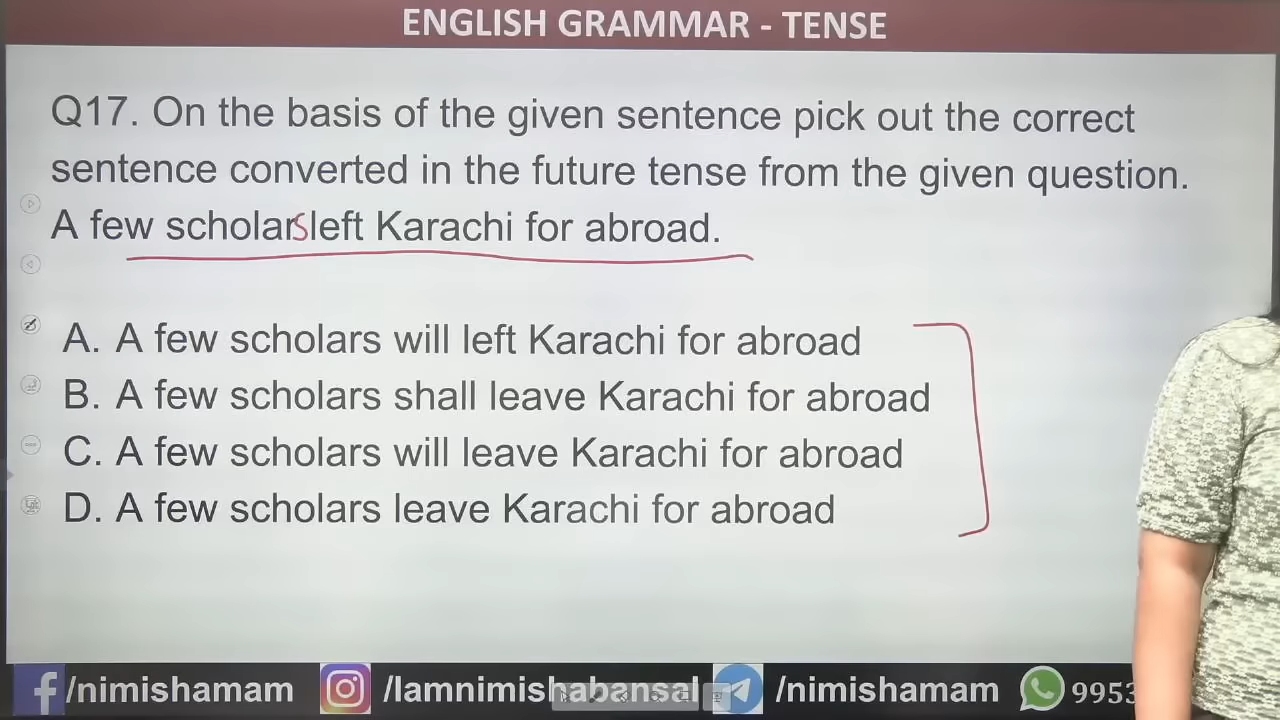 ENGLISH GRAMMAR - TENSE
Q17. On the basis of the given sentence pick out the correct
sentence converted in the future tense from the given question.
A few scholars left Karachi for abroad.
A. A few scholars will left Karachi for abroad
B. A few scholars shall leave Karachi for abroad
C. A few scholars will leave Karachi for abroad
D. A few scholars leave Karachi for abroad
/nimishamam /Iamnimishabansal /nimishamam 9953